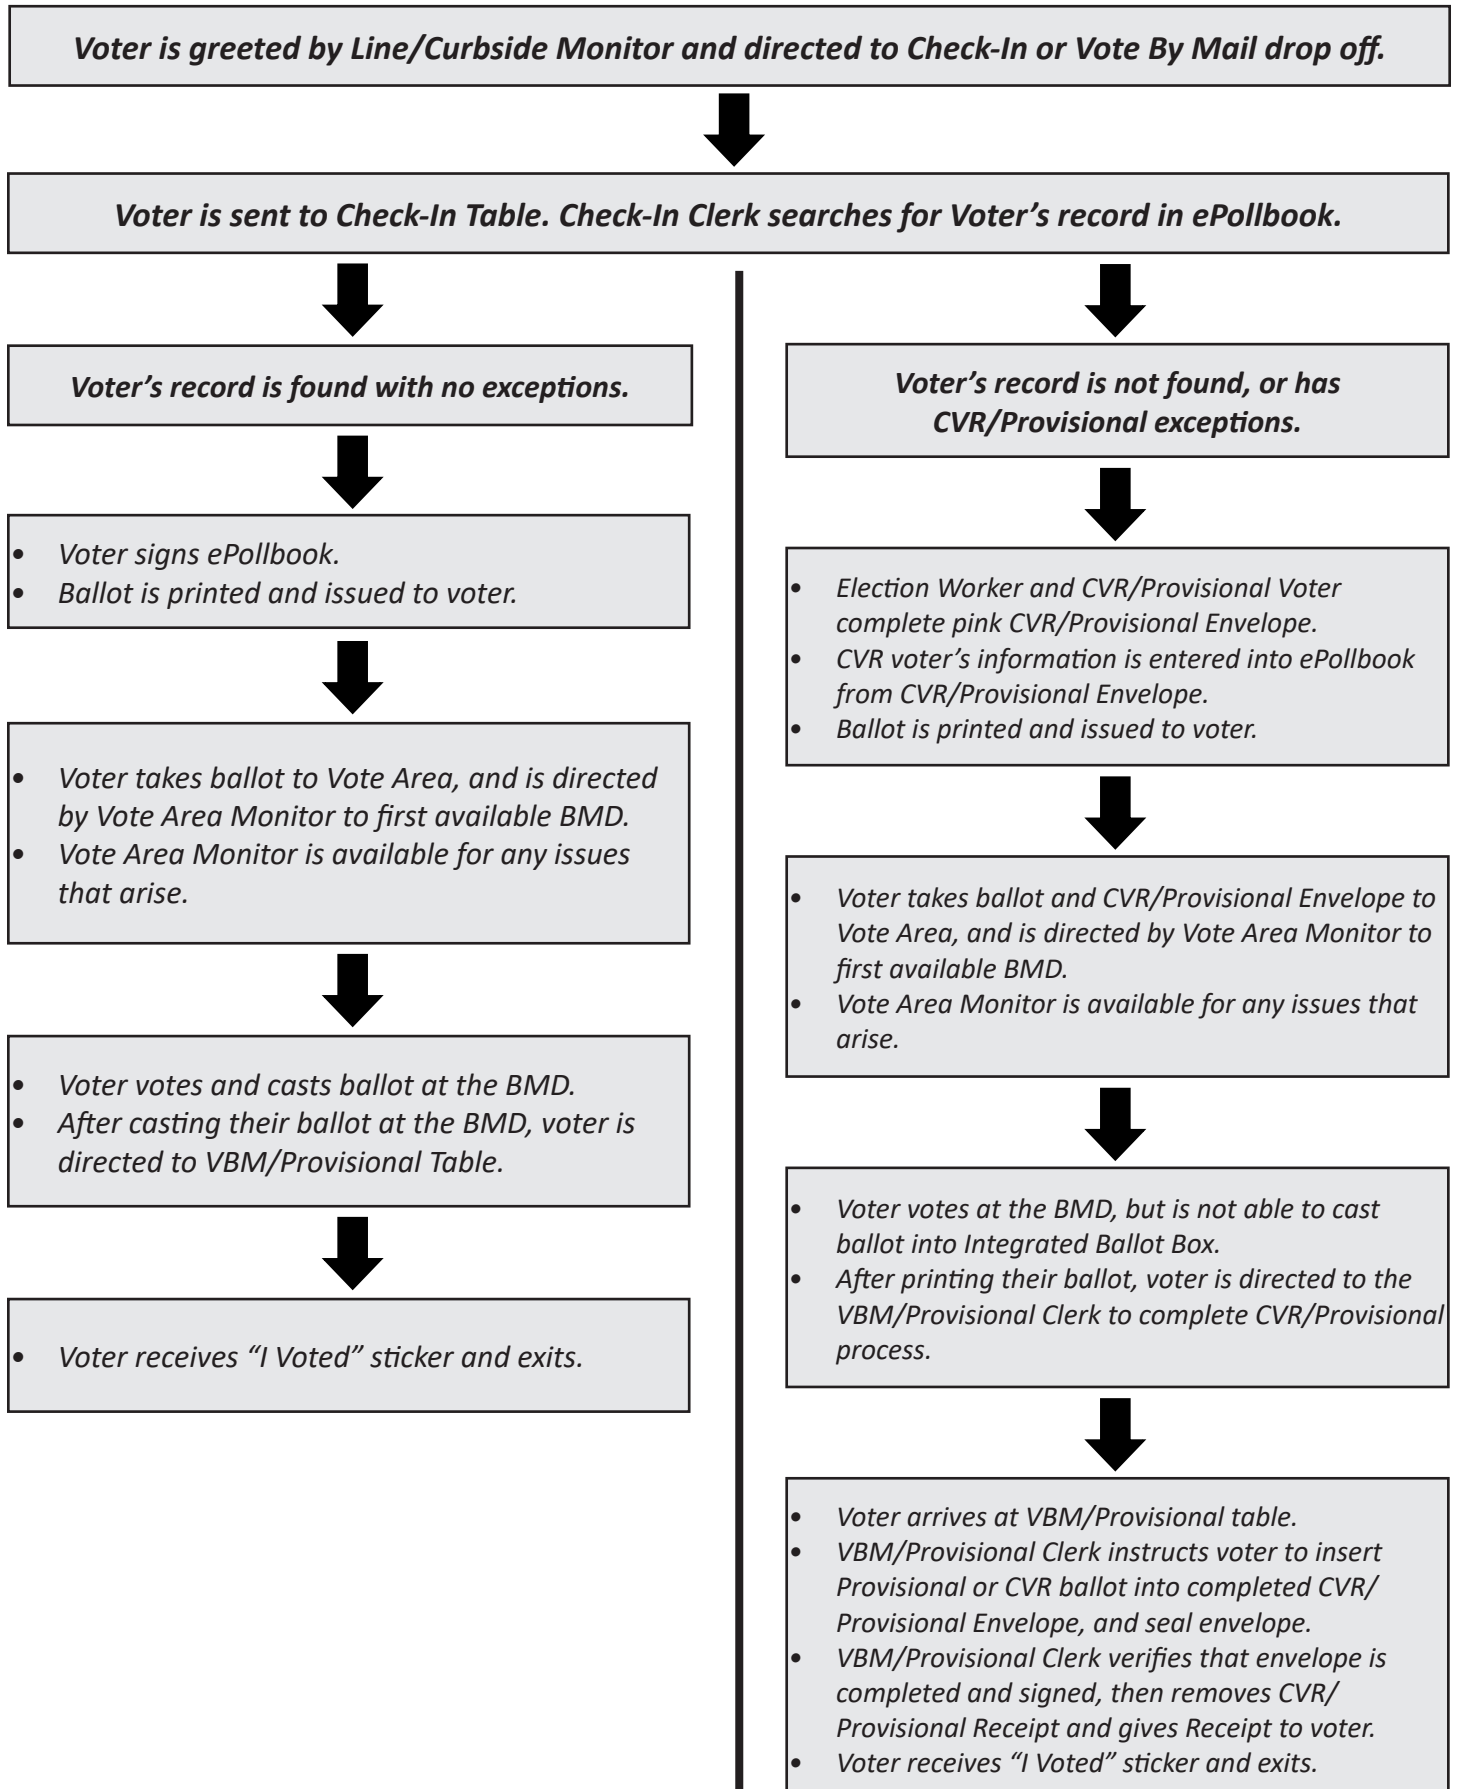 Voter is greeted by Line/Curbside Monitor and directed to Check-In or Vote By Mail drop off.
Voter is sent to Check-In Table. Check-In Clerk searches for Voter’s record in ePollbook.
Voter’s record is found with no exceptions.
• Voter signs ePollbook.
• Ballot is printed and issued to voter.
• Voter takes ballot to Vote Area, and is directed
by Vote Area Monitor to first available BMD.
• Vote Area Monitor is available for any issues
that arise.
• Voter votes and casts ballot at the BMD.
• After casting their ballot at the BMD, voter is
directed to VBM/Provisional Table.
• Voter receives “I Voted” sticker and exits.
Voter’s record is not found, or has
CVR/Provisional exceptions.
• Election Worker and CVR/Provisional Voter
complete pink CVR/Provisional Envelope.
• CVR voter’s information is entered into ePollbook
from CVR/Provisional Envelope.
• Ballot is printed and issued to voter.
• Voter takes ballot and CVR/Provisional Envelope to
Vote Area, and is directed by Vote Area Monitor to
first available BMD.
• Vote Area Monitor is available for any issues that
arise.
• Voter votes at the BMD, but is not able to cast
ballot into Integrated Ballot Box.
• After printing their ballot, voter is directed to the
VBM/Provisional Clerk to complete CVR/Provisional
process.
• Voter arrives at VBM/Provisional table.
• VBM/Provisional Clerk instructs voter to insert
Provisional or CVR ballot into completed CVR/
Provisional Envelope, and seal envelope.
• VBM/Provisional Clerk verifies that envelope is
completed and signed, then removes CVR/
Provisional Receipt and gives Receipt to voter.
• Voter receives “I Voted” sticker and exits.